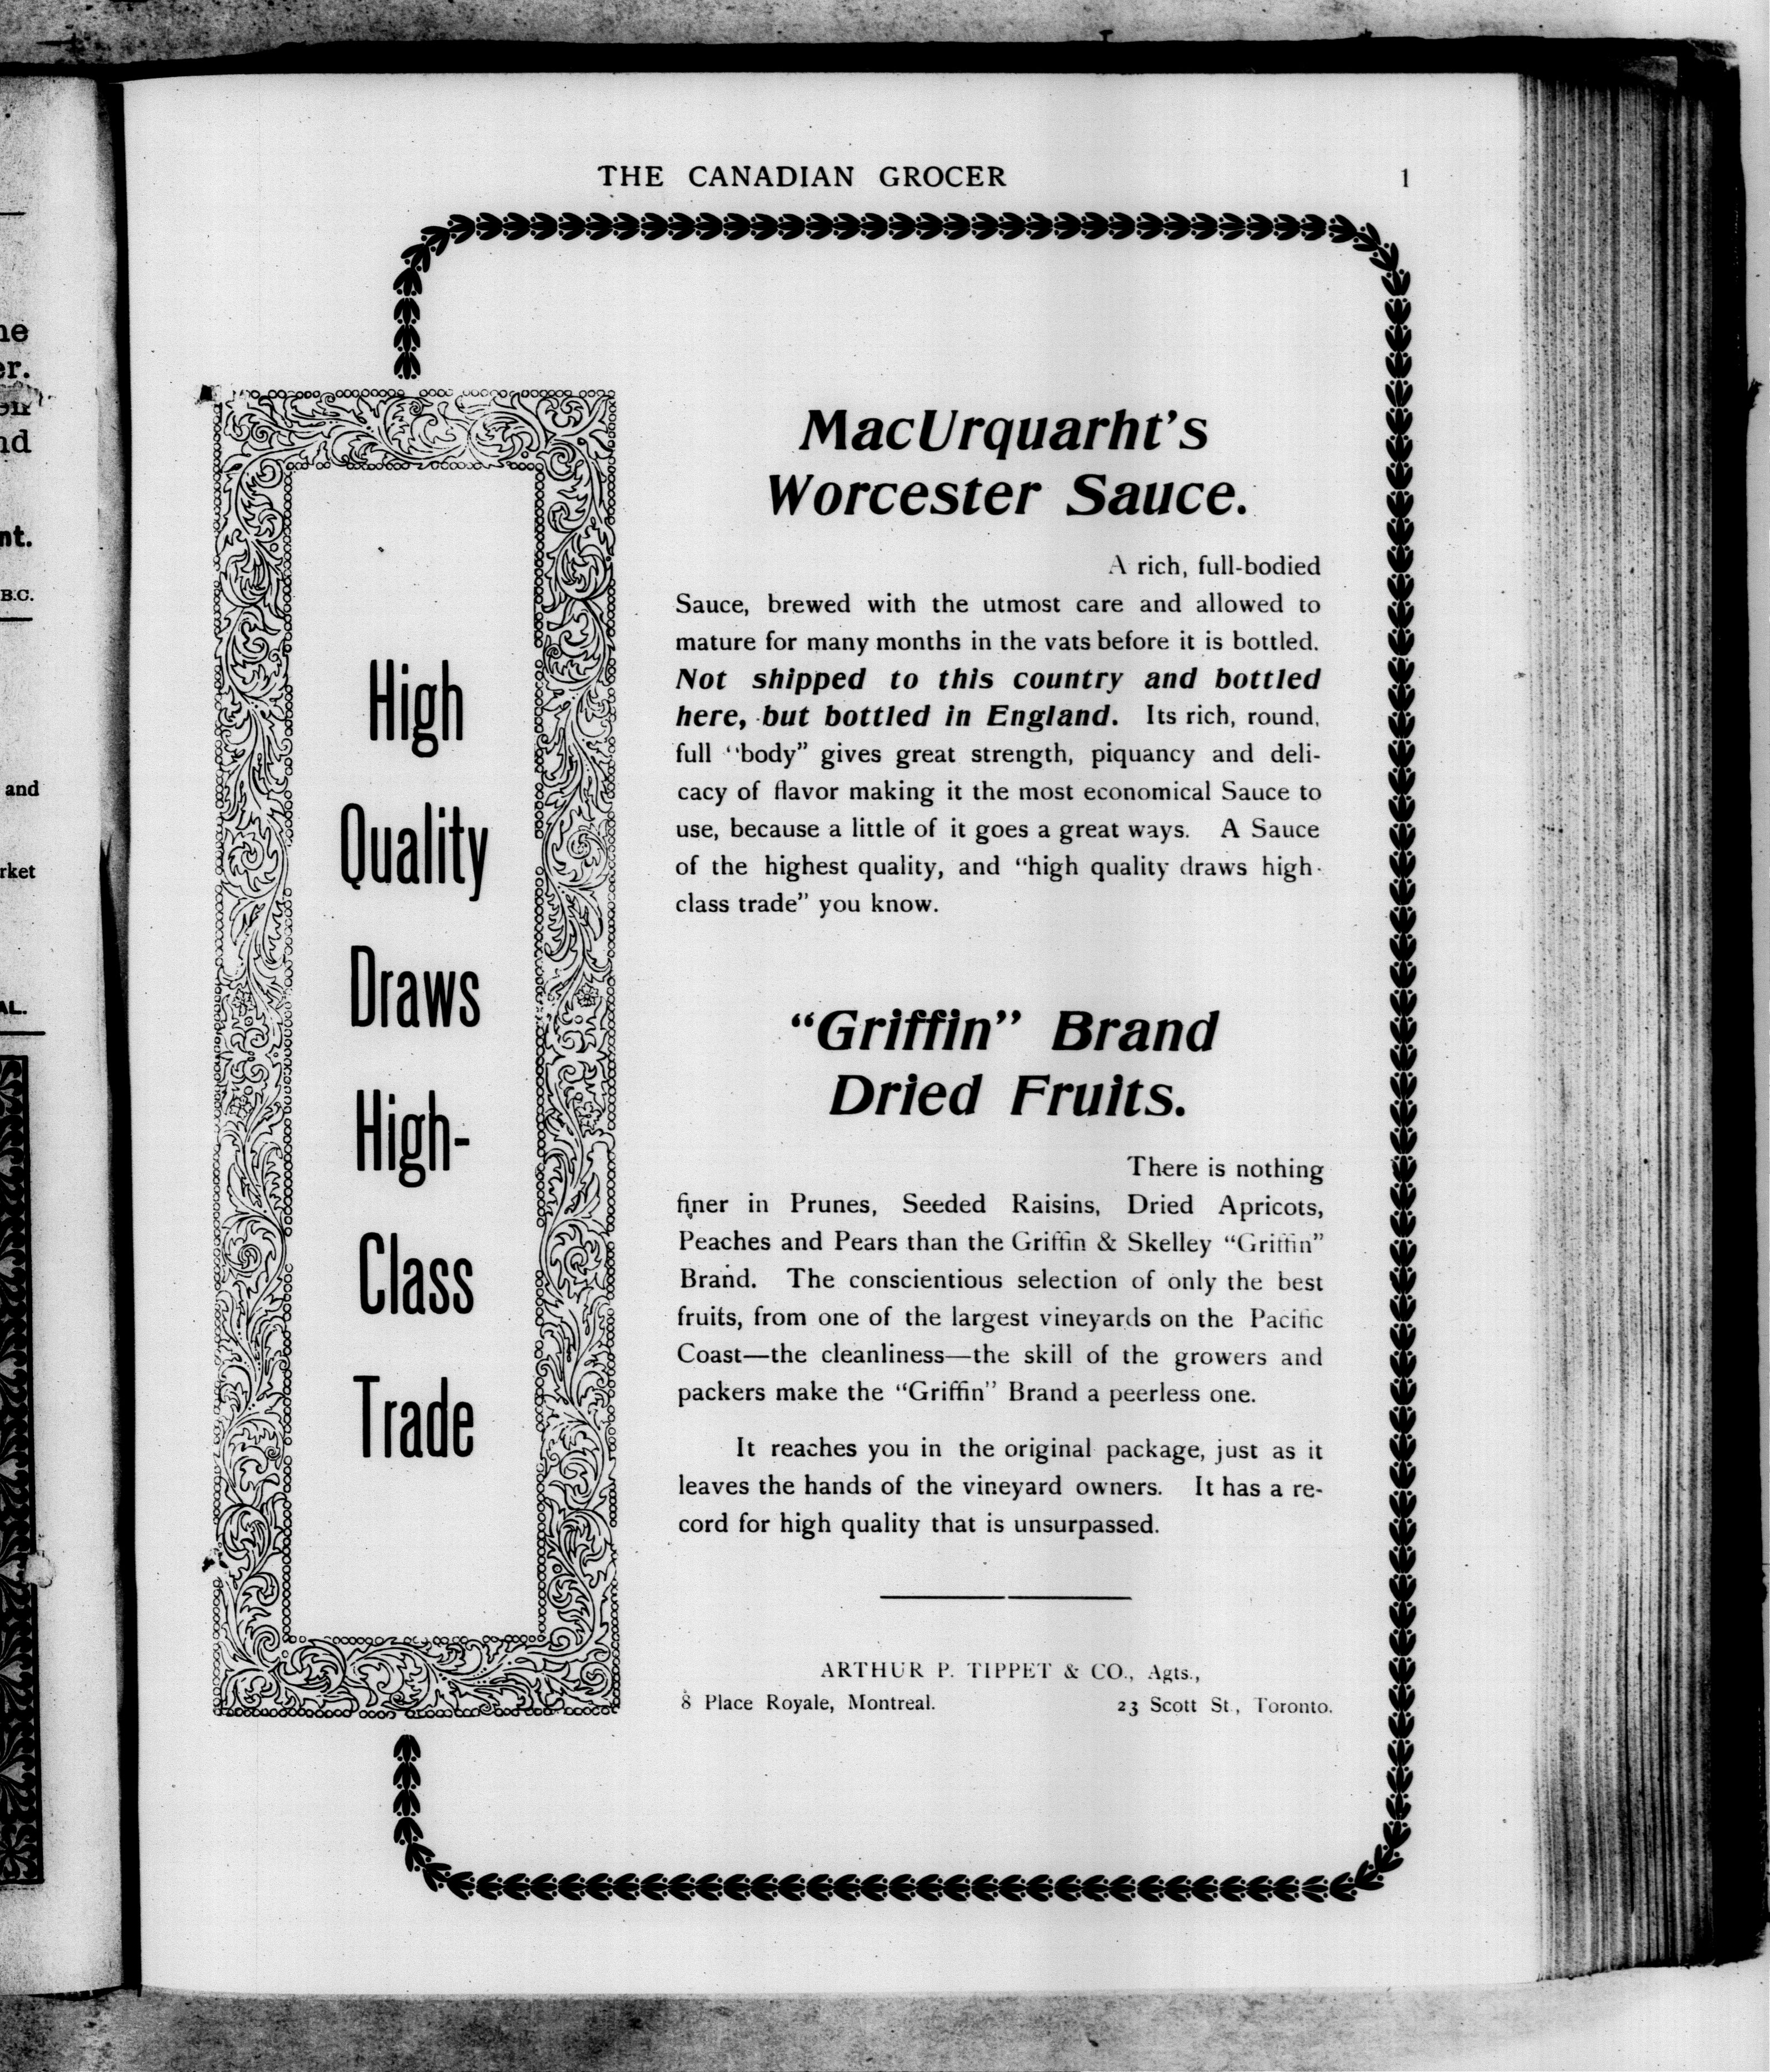 THE CANADIAN GROCER 1
ne
er.
nd
nt.
B.C.
and
rket
AL.
High
Quality
Draws
High-
Class
Trade
MacUrquarht's
Worcester Sauce.
A rich, full-bodied
Sauce, brewed with the utmost care and allowed to
mature for many months in the vats before it is bottled.
Not shipped to this country and bottled
here, but bottled in England. Its rich, round,
full "body" gives great strength, piquancy and deli-
cacy of flavor making it the most economical Sauce to
use, because a little of it goes a great ways. A Sauce
of the highest quality, and "high quality draws high-
class trade" you know.
"Griffin" Brand
Dried Fruits.
There is nothing
finer in Prunes, Seeded Raisins, Dried Apricots,
Peaches and Pears than the Griffin & Skelley "Griffin"
Brand. The conscientious selection of only the best
fruits, from one of the largest vineyards on the Pacific
Coast—the cleanliness—the skill of the growers and
packers make the "Griffin" Brand a peerless one.
It reaches you in the original package, just as it
leaves the hands of the vineyard owners. It has a re-
cord for high quality that is unsurpassed.
ARTHUR P. TIPPET & CO., Agts.,
8 Place Royale, Montreal. 23 Scott St., Toronto.